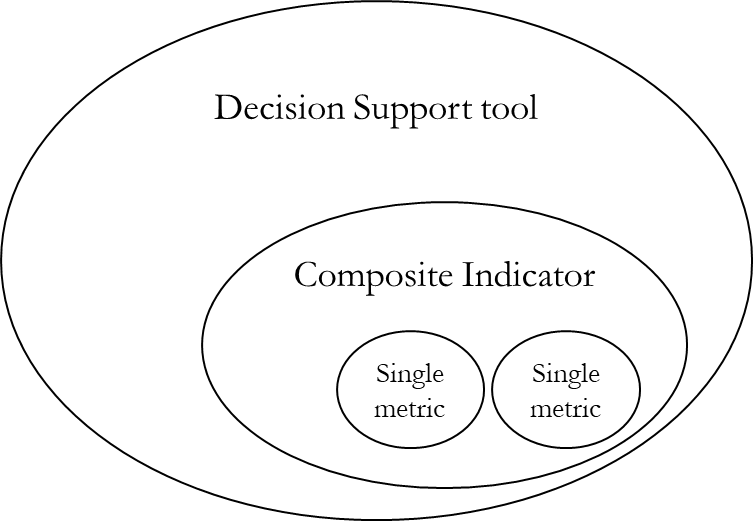 Decision Support tool
Composite Indicator
Single
metric
Single
metric